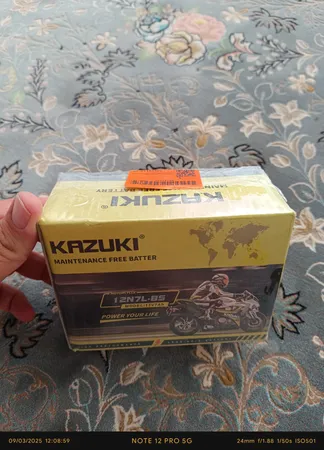 KAZUKI®
KAZUKI®
MAINTENANCE FREE BATTER
12N7L-BS
POWER YOUR LIFE
09/03/2025 12:08:59
NOTE 12 PRO 5G
24mm f/1.88 1/50s ISO501